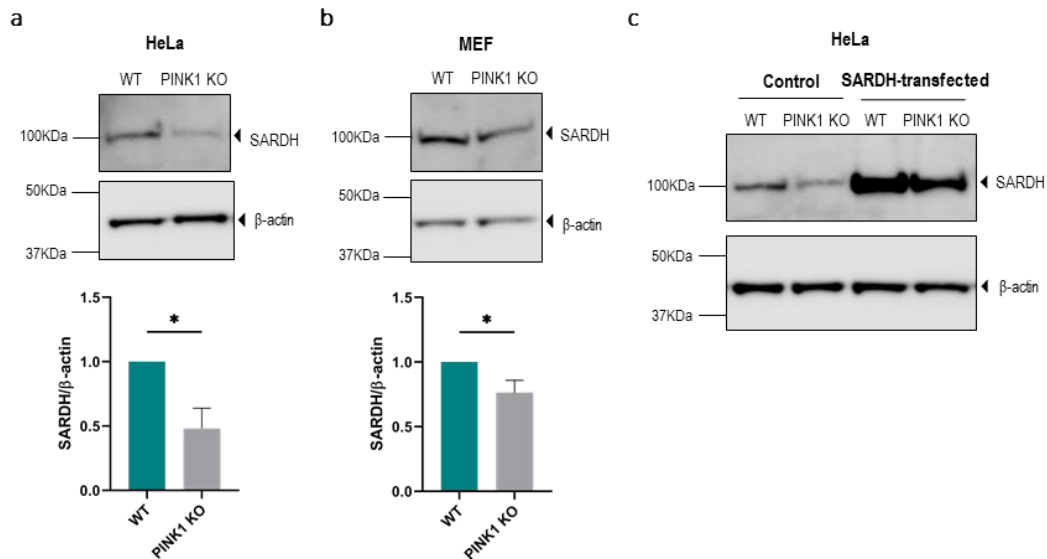 a
HeLa
WT PINK1 KO
100KDa
SARDH
50KDa
β-actin
37KDa
1.5
*
1.0
0.5
0.0
SARDH/β-actin
WT
PINK1 KO
b
MEF
WT PINK1 KO
100KDa
SARDH
50KDa
β-actin
37KDa
1.5
*
1.0
0.5
0.0
SARDH/β-actin
WT
PINK1 KO
c
HeLa
Control SARDH-transfected
WT PINK1 KO WT PINK1 KO
100KDa
SARDH
50KDa
β-actin
37KDa